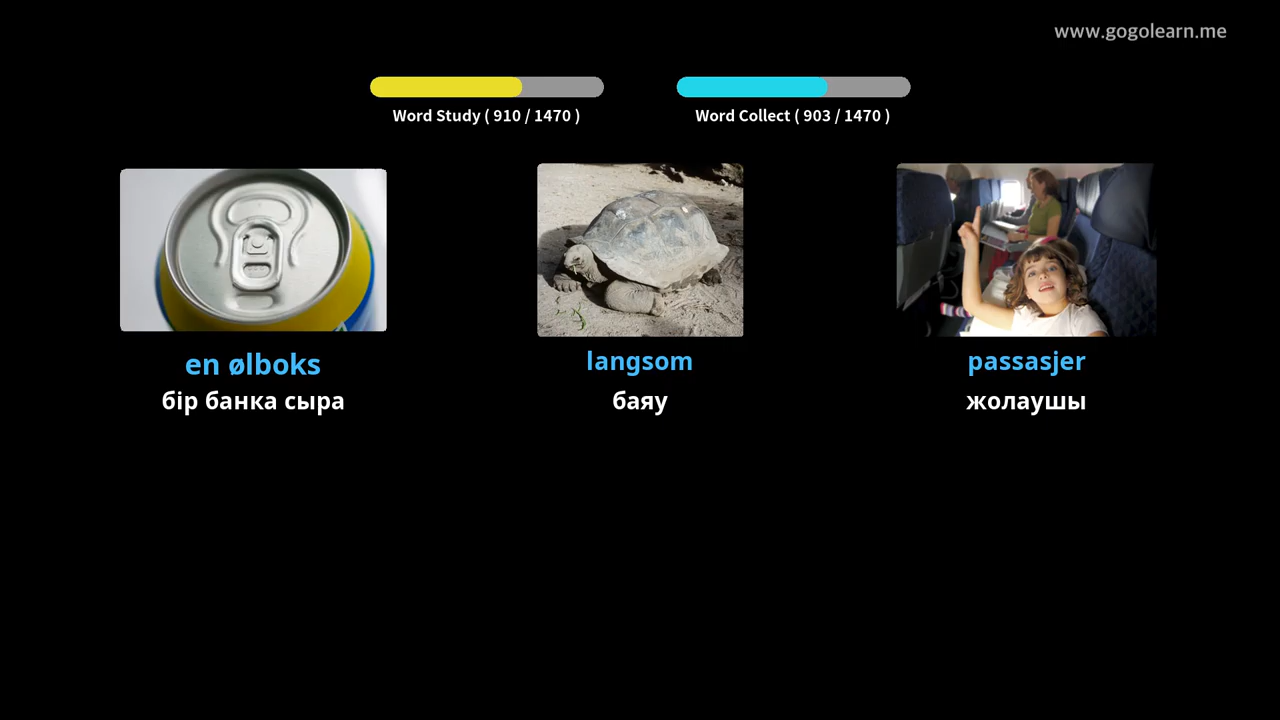 www.gogolearn.me
Word Study ( 910 / 1470 )
Word Collect ( 903 / 1470 )
en ølboks
бір банка сыра
langsom
баяу
passasjer
жолаушы